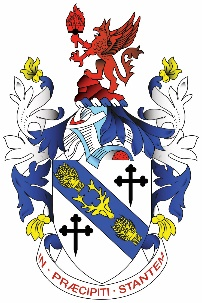 IN · PRÆCIPITI · STANTEM